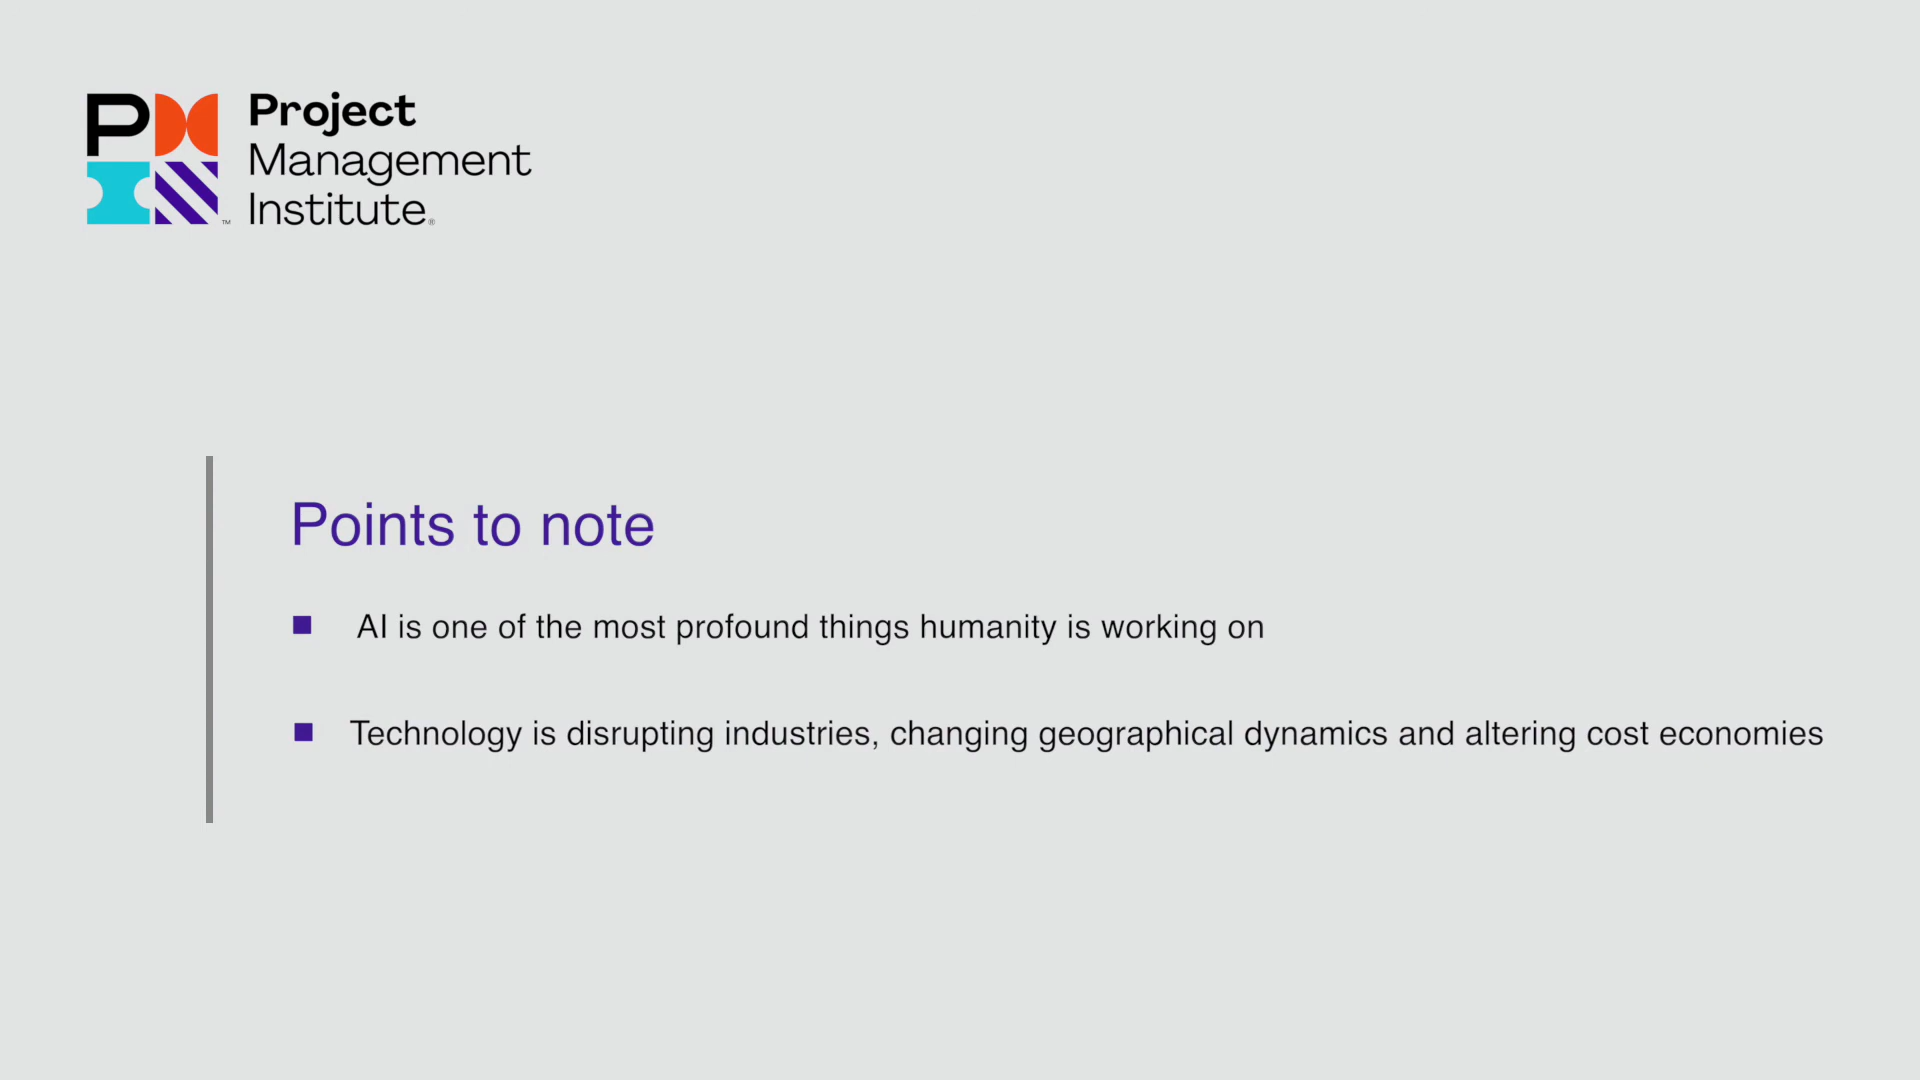 Project
Management
Institute®
PMI™
Points to note
AI is one of the most profound things humanity is working on
Technology is disrupting industries, changing geographical dynamics and altering cost economies